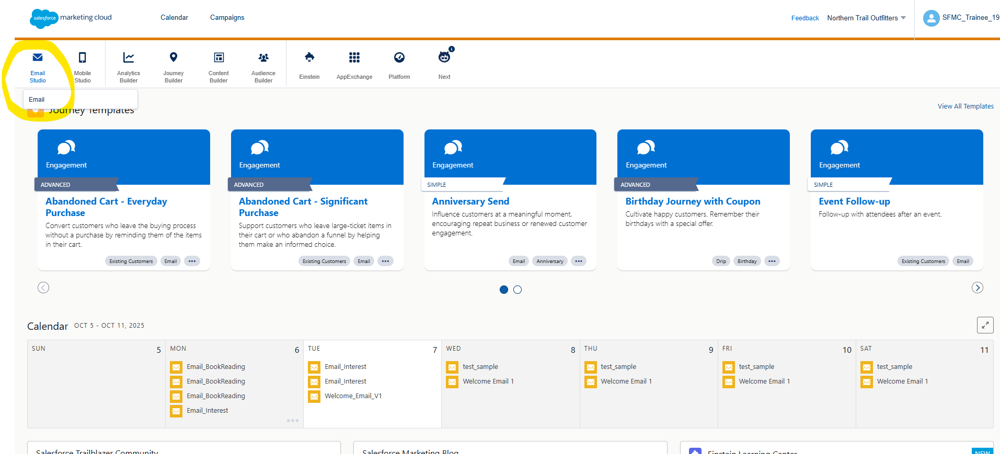 salesforce marketing cloud
Calendar
Campaigns
Feedback
Northern Trail Outfitters
SFMC_Trainee_19
Email Studio
Mobile Studio
Analytics Builder
Journey Builder
Content Builder
Audience Builder
Einstein
AppExchange
Platform
Next
Email
Journey Templates
View All Templates
Engagement
ADVANCED
Abandoned Cart - Everyday
Purchase
Convert customers who leave the buying process
without a purchase by reminding them of the items
in their cart.
Existing Customers
Email
•••
Engagement
ADVANCED
Abandoned Cart - Significant
Purchase
Support customers who leave large-ticket items in
their cart or who abandon a funnel by helping
them make an informed choice.
Existing Customers
Email
•••
Engagement
SIMPLE
Anniversary Send
Influence customers at a meaningful moment,
encouraging repeat business or renewed customer
engagement.
Email
Anniversary
•••
Engagement
ADVANCED
Birthday Journey with Coupon
Cultivate happy customers. Remember their
birthdays with a special offer.
Drip
Birthday
•••
Engagement
SIMPLE
Event Follow-up
Follow-up with attendees after an event.
Existing Customers
Email
Calendar OCT 5 - OCT 11, 2025
SUN 5
MON 6
Email_BookReading
Email_BookReading
Email_BookReading
Email_Interest
TUE 7
Email_Interest
Email_Interest
Welcome_Email_V1
WED 8
test_sample
Welcome Email 1
THU 9
test_sample
Welcome Email 1
FRI 10
test_sample
Welcome Email 1
SAT 11
test_sample
Welcome Email 1
Salesforce Trailblazer Community
Salesforce Marketing Blog
Einstein Learning Center
NEW